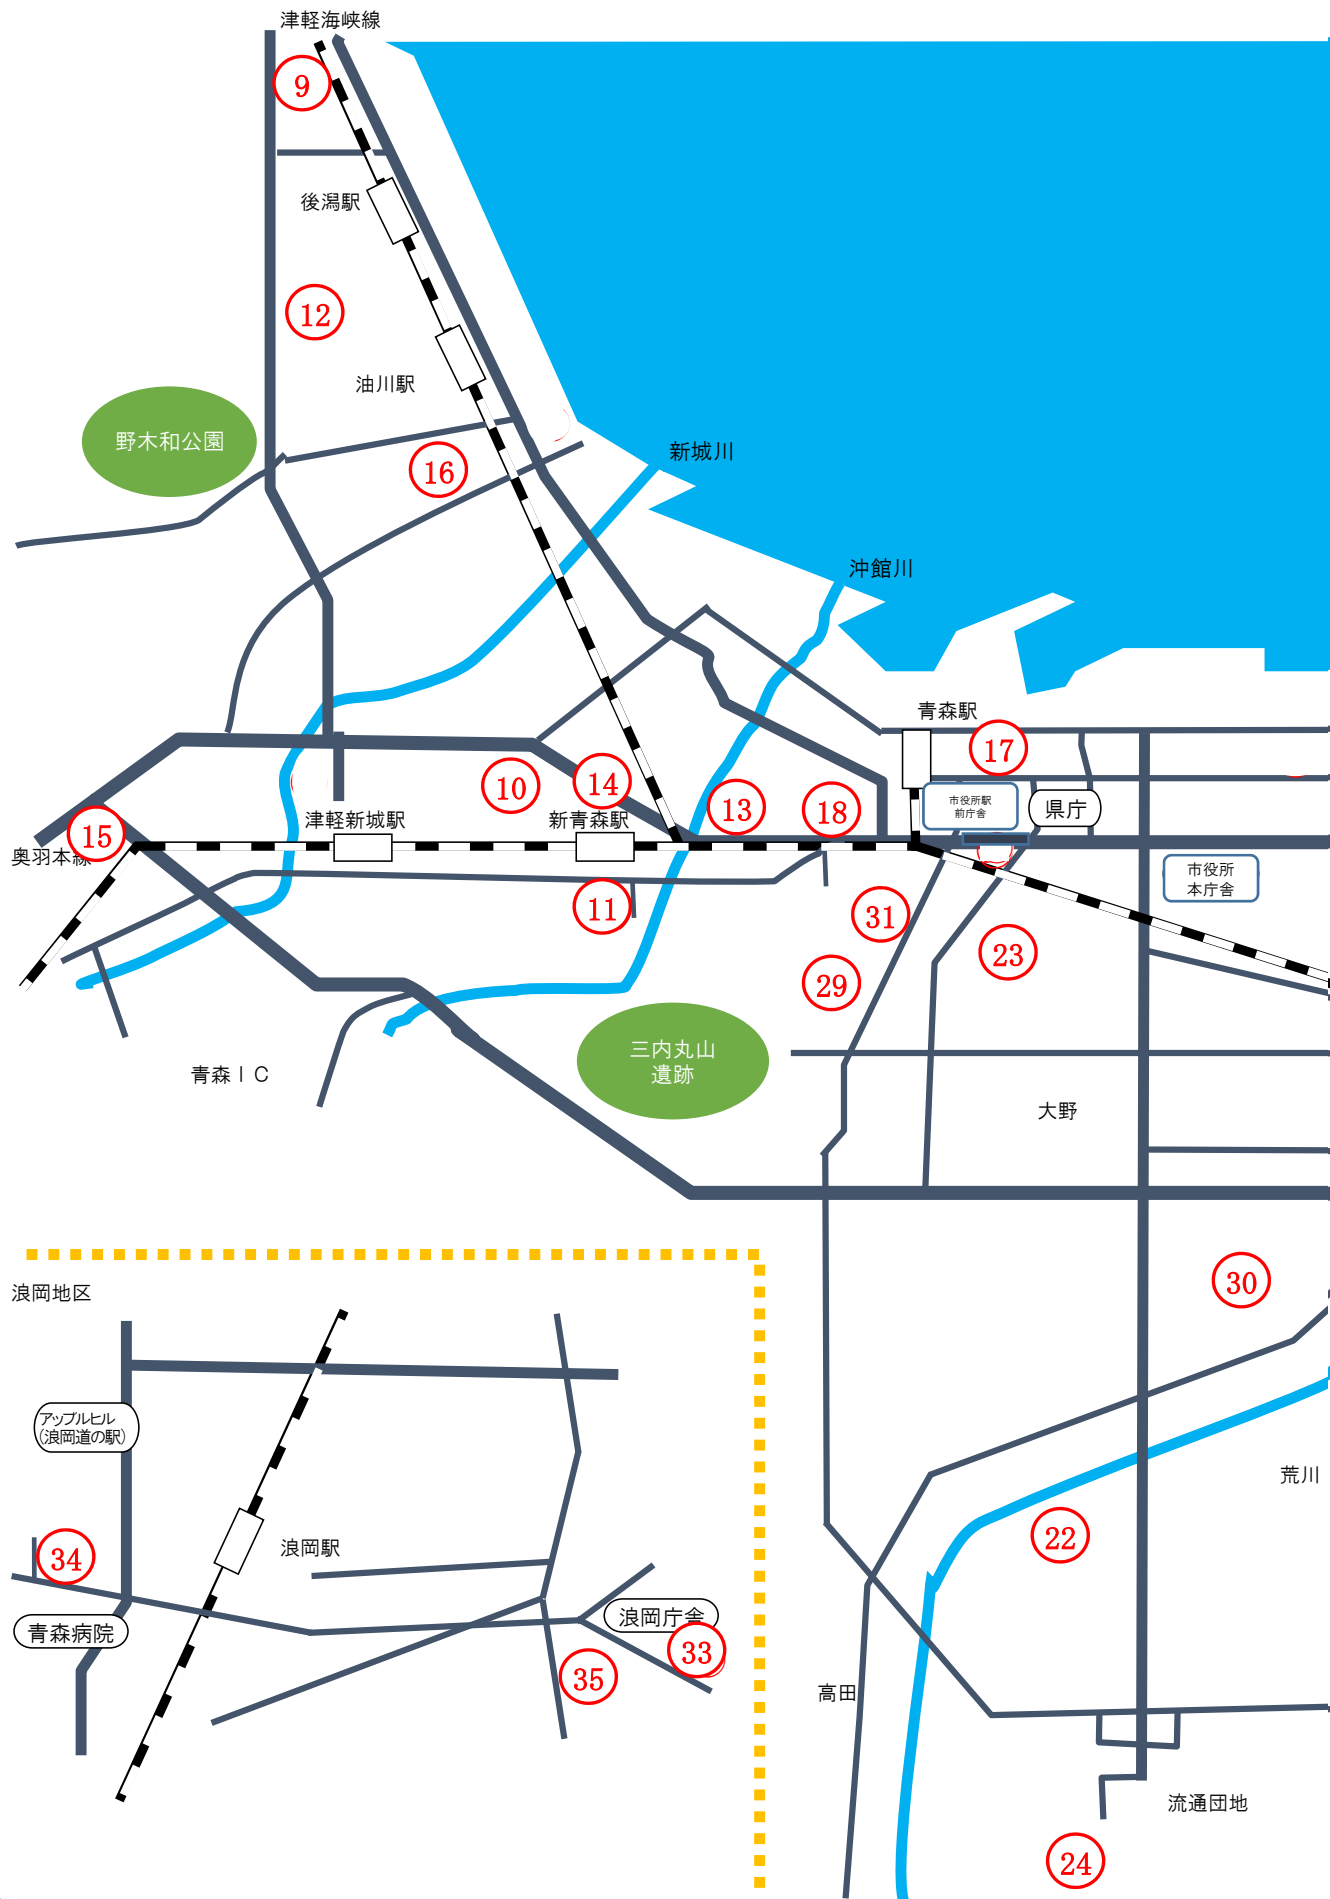 津軽海峡線
9
後潟駅
12
油川駅
野木和公園
16
新城川
沖館川
青森駅
17
10
14
13
18
市役所駅
前庁舎
県庁
15
津軽新城駅
新青森駅
奥羽本線
市役所
本庁舎
11
31
23
29
三内丸山
遺跡
青森ＩＣ
大野
30
浪岡地区
アップルヒル
（浪岡道の駅）
荒川
22
34
浪岡駅
青森病院
浪岡庁舎
33
35
高田
流通団地
24